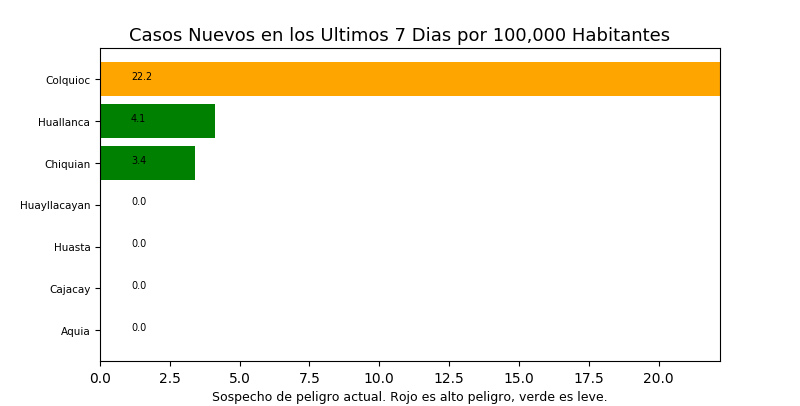 Casos Nuevos en los Ultimos 7 Dias por 100,000 Habitantes
Colquioc 22.2
Huallanca 4.1
Chiquian 3.4
Huayllacayan 0.0
Huasta 0.0
Cajacay 0.0
Aquia 0.0
0.0 2.5 5.0 7.5 10.0 12.5 15.0 17.5 20.0
Sospecho de peligro actual. Rojo es alto peligro, verde es leve.